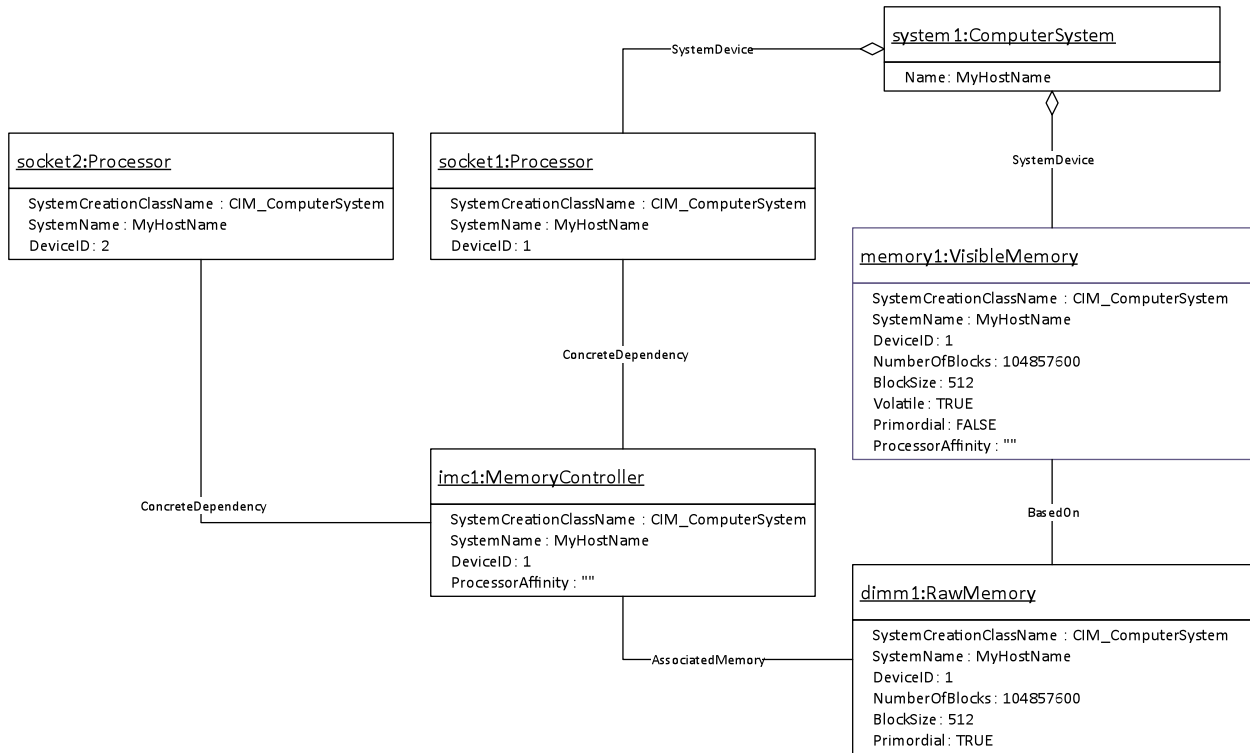 system1:ComputerSystem
Name: MyHostName
SystemDevice
SystemDevice
socket2:Processor
SystemCreationClassName : CIM_ComputerSystem
SystemName : MyHostName
DeviceID : 2
socket1:Processor
SystemCreationClassName : CIM_ComputerSystem
SystemName : MyHostName
DeviceID : 1
memory1:VisibleMemory
SystemCreationClassName : CIM_ComputerSystem
SystemName : MyHostName
DeviceID : 1
NumberOfBlocks : 104857600
BlockSize : 512
Volatile : TRUE
Primordial : FALSE
ProcessorAffinity : ""
ConcreteDependency
ConcreteDependency
imc1:MemoryController
SystemCreationClassName : CIM_ComputerSystem
SystemName : MyHostName
DeviceID : 1
ProcessorAffinity : ""
BasedOn
AssociatedMemory
dimm1:RawMemory
SystemCreationClassName : CIM_ComputerSystem
SystemName : MyHostName
DeviceID : 1
NumberOfBlocks : 104857600
BlockSize : 512
Primordial : TRUE